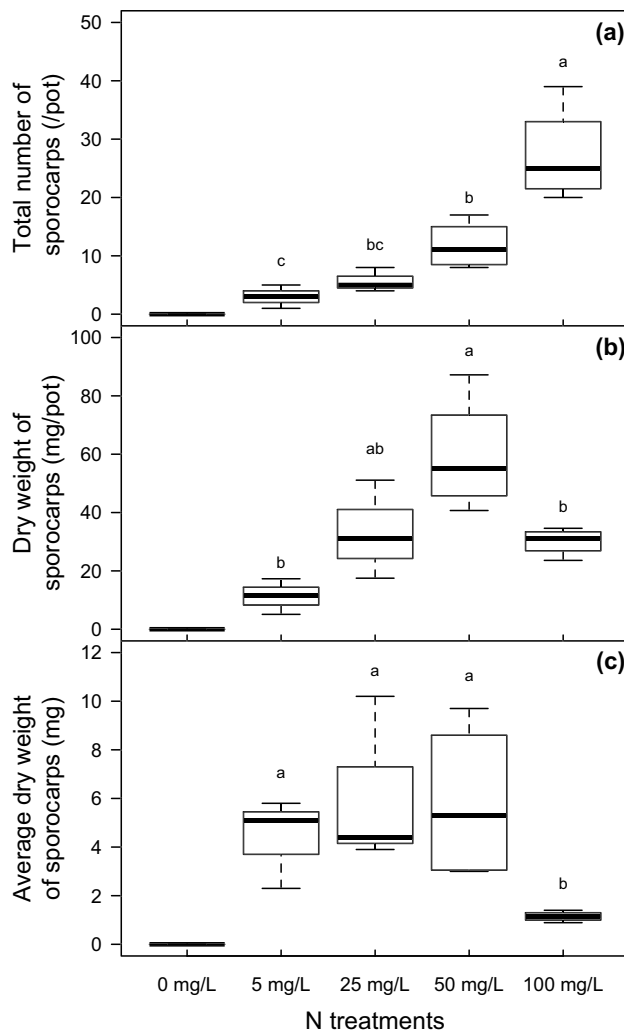 (a)
Total number of
sporocarps (/pot)
50
40
30
20
10
0
c
bc
b
a
(b)
Dry weight of
sporocarps (mg/pot)
100
80
60
40
20
0
b
ab
a
b
(c)
Average dry weight
of sporocarps (mg)
12
10
8
6
4
2
0
a
a
a
b
0 mg/L 5 mg/L 25 mg/L 50 mg/L 100 mg/L
N treatments